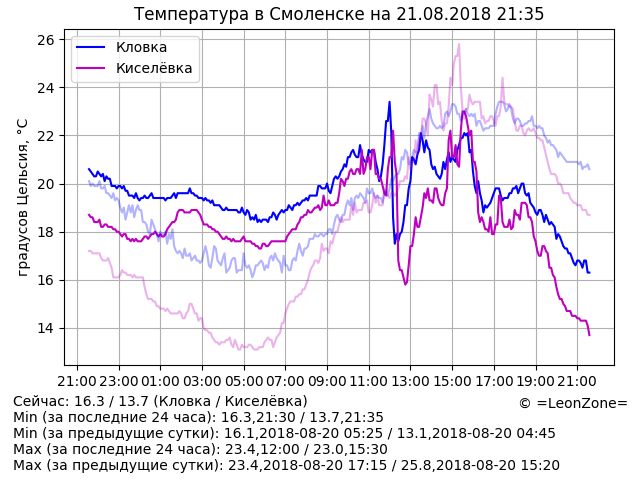 Температура в Смоленске на 21.08.2018 21:35
Кловка
Киселёвка
градусов Цельсия, °C
26
24
22
20
18
16
14
21:00 23:00 01:00 03:00 05:00 07:00 09:00 11:00 13:00 15:00 17:00 19:00 21:00
Сейчас: 16.3 / 13.7 (Кловка / Киселёвка)
© =LeonZone=
Min (за последние 24 часа): 16.3,21:30 / 13.7,21:35
Min (за предыдущие сутки): 16.1,2018-08-20 05:25 / 13.1,2018-08-20 04:45
Max (за последние 24 часа): 23.4,12:00 / 23.0,15:30
Max (за предыдущие сутки): 23.4,2018-08-20 17:15 / 25.8,2018-08-20 15:20